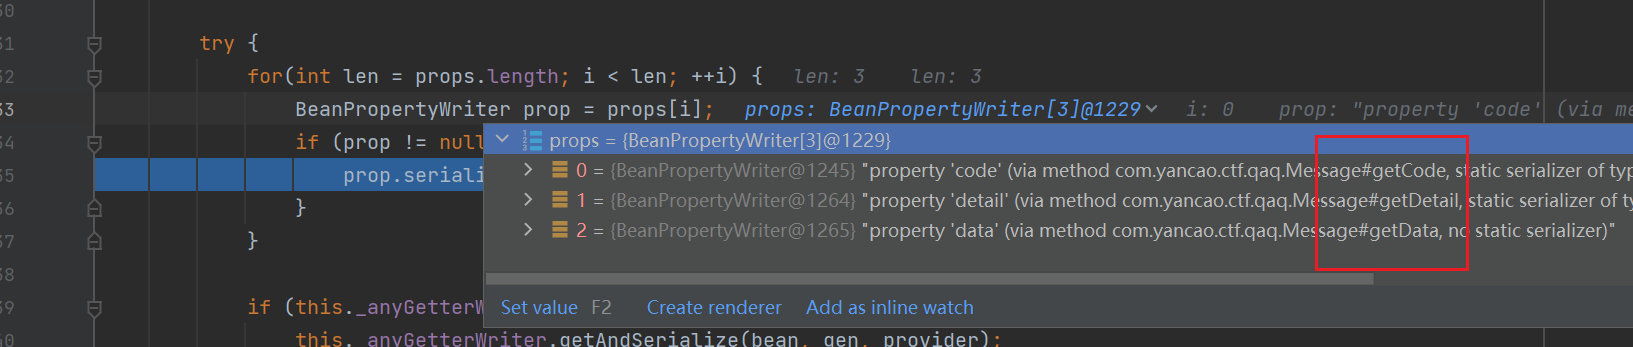 30
31 try {
32 for(int len = props.length; i < len; ++i) { len: 3 len: 3
33 BeanPropertyWriter prop = props[i]; props: BeanPropertyWriter[3]@1229 i: 0 prop: "property 'code' (via me
34 if (prop != null
props = {BeanPropertyWriter[3]@1229}
35 prop.seriali
0 = {BeanPropertyWriter@1245} "property 'code' (via method com.yancao.ctf.qaq.Message#getCode, static serializer of typ
36 }
1 = {BeanPropertyWriter@1264} "property 'detail' (via method com.yancao.ctf.qaq.Message#getDetail, static serializer of ty
37 }
2 = {BeanPropertyWriter@1265} "property 'data' (via method com.yancao.ctf.qaq.Message#getData, no static serializer)"
38
39 if (this._anyGetterW
Set value F2 Create renderer Add as inline watch
40 this._anyGetterWriter.getAndSerialize(bean, gen, provider);